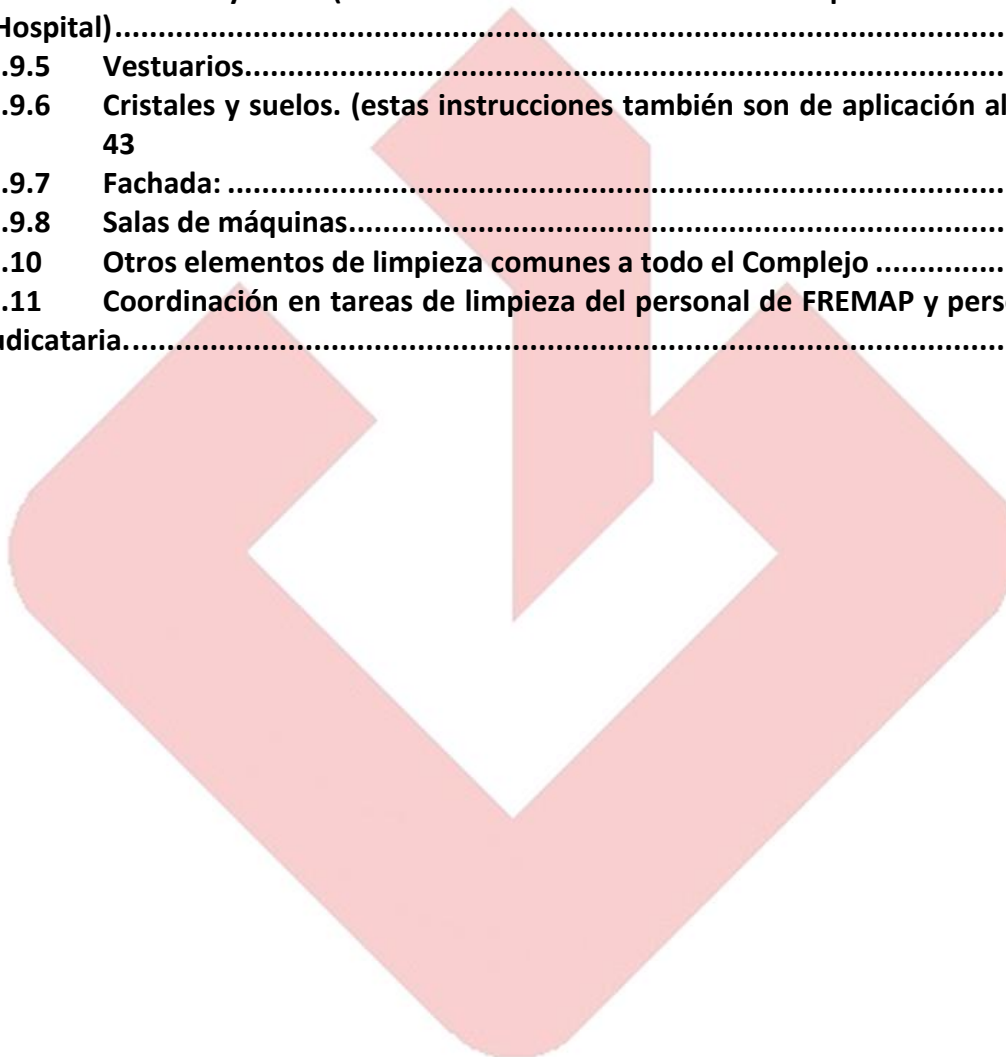 Hospital)...............................................................................................................
.9.5 Vestuarios.......................................................................................................
.9.6 Cristales y suelos. (estas instrucciones también son de aplicación al
43
.9.7 Fachada: .........................................................................................................
.9.8 Salas de máquinas...........................................................................................
.10 Otros elementos de limpieza comunes a todo el Complejo ...............
.11 Coordinación en tareas de limpieza del personal de FREMAP y pers
udicataria...............................................................................................................